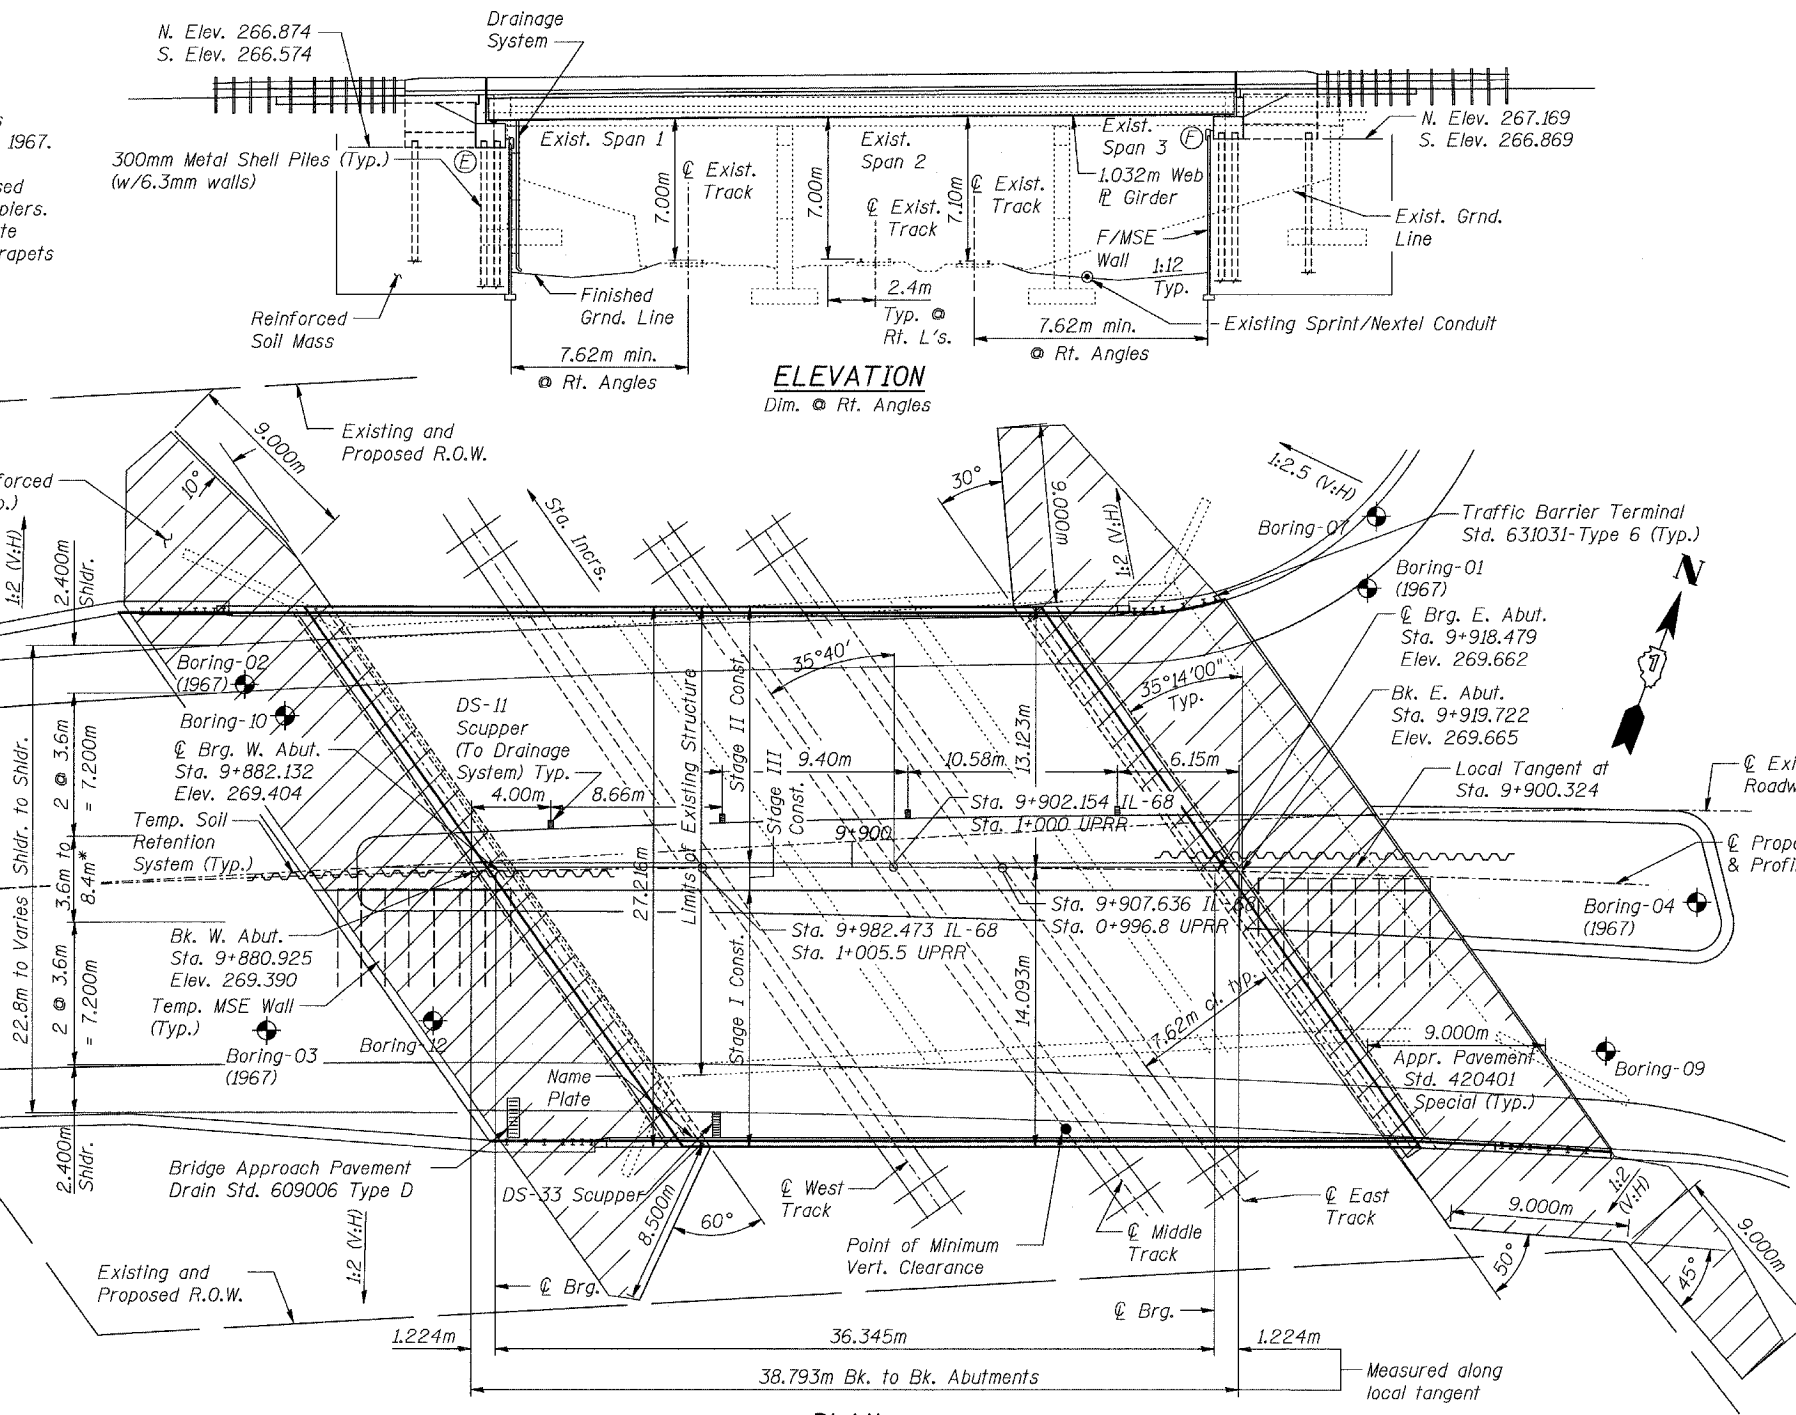 N. Elev. 266.874
S. Elev. 266.574
Drainage
System
1967.
300mm Metal Shell Piles (Typ.)
(w/6.3mm walls)
E
piers.
Exist. Span 1
Exist.
Span 2
Exist.
Span 3
F
N. Elev. 267.169
S. Elev. 266.869
7.00m
℄ Exist.
Track
7.00m
℄ Exist.
Track
7.10m
℄ Exist.
Track
1.032m Web
℄ Girder
F/MSE
Wall
1:12
Typ.
Exist. Grnd.
Line
Reinforced
Soil Mass
Finished
Grnd. Line
2.4m
Typ. @
Rt. L's.
7.62m min.
@ Rt. Angles
7.62m min.
@ Rt. Angles
Existing Sprint/Nextel Conduit
ELEVATION
Dim. @ Rt. Angles
9.000m
10°
Existing and
Proposed R.O.W.
Sta. Incrs.
30°
9.000m
1:2 (V:H)
1:2.5 (V:H)
Boring-07
Traffic Barrier Terminal
Std. 631031-Type 6 (Typ.)
Boring-01
(1967)
N
1
1:2 (V:H)
2.400m
Shldr.
℄ Brg. E. Abut.
Sta. 9+918.479
Elev. 269.662
Boring-02
(1967)
Boring-10
35°40'
35°14'00"
Typ.
Bk. E. Abut.
Sta. 9+919.722
Elev. 269.665
DS-11
Scupper
(To Drainage
System) Typ.
℄ Brg. W. Abut.
Sta. 9+882.132
Elev. 269.404
4.00m
8.66m
9.40m
10.58m
6.15m
13.123m
Limits of Existing Structure
Stage II Const.
Stage III
Const.
Local Tangent at
Sta. 9+900.324
Sta. 9+902.154 IL-68
Sta. 1+000 UPRR
9+900
Temp. Soil
Retention
System (Typ.)
22.8m to Varies Shldr. to Shldr.
2 @ 3.6m
= 7.200m
3.6m to
8.4m*
2 @ 3.6m
= 7.200m
27.216m
Sta. 9+907.636 IL-68
Sta. 0+996.8 UPRR
Sta. 9+982.473 IL-68
Sta. 1+005.5 UPRR
Boring-04
(1967)
Bk. W. Abut.
Sta. 9+880.925
Elev. 269.390
Temp. MSE Wall
(Typ.)
Stage I Const.
14.093m
7.62m cl. typ.
Boring-03
(1967)
Boring-12
9.000m
Appr. Pavement
Std. 420401
Special (Typ.)
Boring-09
Name
Plate
2.400m
Shldr.
Bridge Approach Pavement
Drain Std. 609006 Type D
DS-33 Scupper
8.500m
60°
℄ West
Track
Point of Minimum
Vert. Clearance
℄ Middle
Track
℄ East
Track
9.000m
1:2
(V:H)
50°
45°
9.000m
1:2 (V:H)
Existing and
Proposed R.O.W.
℄ Brg.
℄ Brg.
1.224m
36.345m
1.224m
38.793m Bk. to Bk. Abutments
Measured along
local tangent